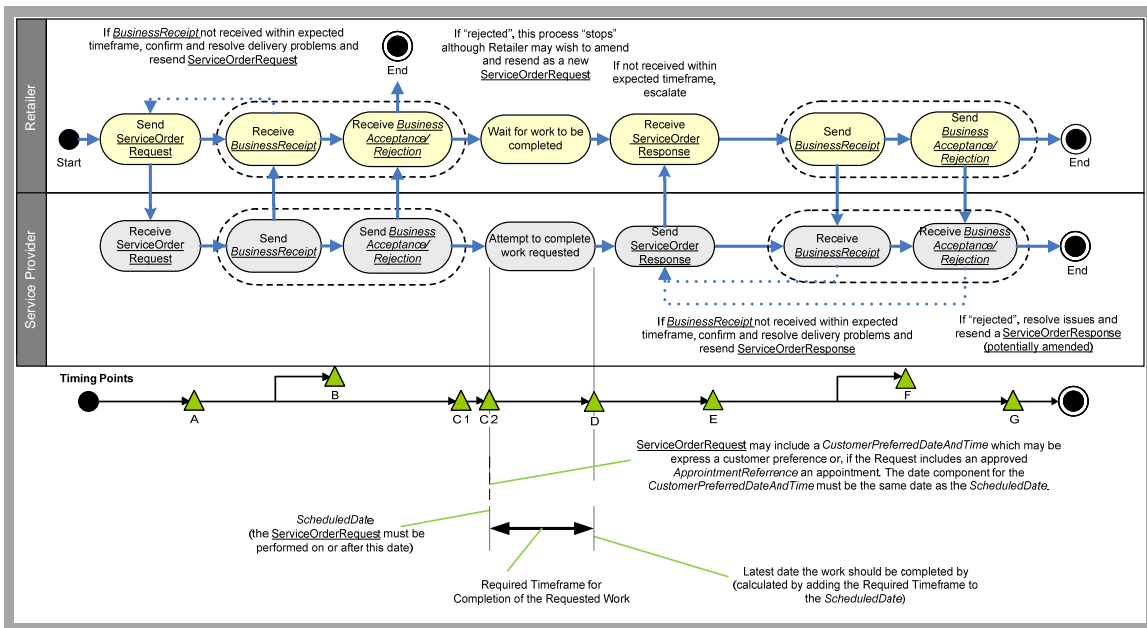 Retailer
If BusinessReceipt not received within expected
timeframe, confirm and resolve delivery problems and
resend ServiceOrderRequest
End
If “rejected”, this process “stops”
although Retailer may wish to amend
and resend as a new
ServiceOrderRequest
If not received within
expected timeframe,
escalate
Start
Send
ServiceOrder
Request
Receive
BusinessReceipt
Receive Business
Acceptance/
Rejection
Wait for work to be
completed
Receive
ServiceOrder
Response
Send
BusinessReceipt
Send
Business
Acceptance/
Rejection
End
Service Provider
Receive
ServiceOrder
Request
Send
BusinessReceipt
Send Business
Acceptance/
Rejection
Attempt to complete
work requested
Send
ServiceOrder
Response
Receive
BusinessReceipt
Receive Business
Acceptance/
Rejection
End
If BusinessReceipt not received within expected
timeframe, confirm and resolve delivery problems and
resend ServiceOrderResponse
If “rejected”, resolve issues and
resend a ServiceOrderResponse
(potentially amended)
Timing Points
A
B
C1
C2
D
E
F
G
ServiceOrderRequest may include a CustomerPreferredDateAndTime which may be
express a customer preference or, if the Request includes an approved
ApprointmentReferrence an appointment. The date component for the
CustomerPreferredDateAndTime must be the same date as the ScheduledDate.
ScheduledDate
(the ServiceOrderRequest must be
performed on or after this date)
Required Timeframe for
Completion of the Requested Work
Latest date the work should be completed by
(calculated by adding the Required Timeframe to
the ScheduledDate)